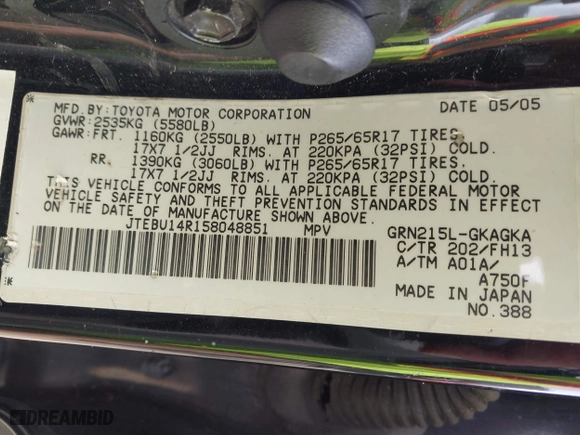 MFD.BY:TOYOTA MOTOR CORPORATION DATE 05/05
GVWR:2535KG (5580LB)
GAWR:FRT. 1160KG (2550LB) WITH P265/65R17 TIRES,
17X7 1/2JJ RIMS. AT 220KPA (32PSI) COLD.
RR. 1390KG (3060LB) WITH P265/65R17 TIRES.
17X7 1/2JJ RIMS. AT 220KPA (32PSI) COLD.
THIS VEHICLE CONFORMS TO ALL APPLICABLE FEDERAL MOTOR
VEHICLE SAFETY AND THEFT PREVENTION STANDARDS IN EFFECT
ON THE DATE OF MANUFACTURE SHOWN ABOVE.
JTEBU14R158048851 MPV GRN215L-GKAGKA
C/TR 202/FH13
A/TM A01A/
A750F
MADE IN JAPAN
NO.388
DREAMBID